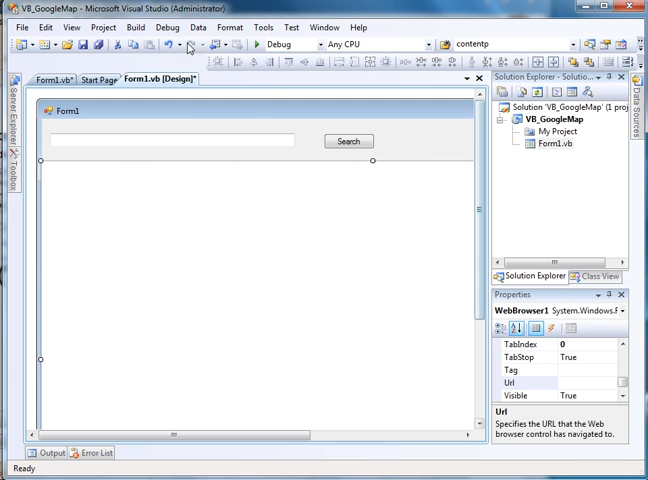 VB_GoogleMap - Microsoft Visual Studio (Administrator)
File Edit View Project Build Debug Data Format Tools Test Window Help
Debug Any CPU contentp
Form1.vb* Start Page Form1.vb [Design]*
Server Explorer
Toolbox
Form1
Search
Solution Explorer - Solutio...
Solution 'VB_GoogleMap' (1 proj
VB_GoogleMap
My Project
Form1.vb
Data Sources
Solution Explorer Class View
Properties
WebBrowser1 System.Windows.F
TabIndex 0
TabStop True
Tag
Url
Visible True
Url
Specifies the URL that the Web
browser control has navigated to.
Output Error List
Ready